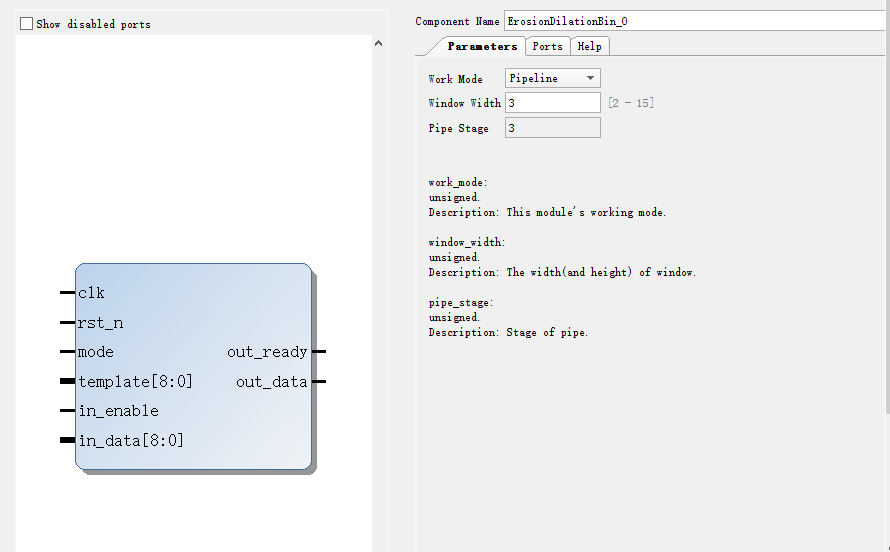 Show disabled ports
Component Name ErosionDilationBin_0
Parameters Ports Help
Work Mode Pipeline
Window Width 3 [2 - 15]
Pipe Stage 3
work_mode:
unsigned.
Description: This module's working mode.
window_width:
unsigned.
Description: The width(and height) of window.
pipe_stage:
unsigned.
Description: Stage of pipe.
clk
rst_n
mode out_ready
template[8:0] out_data
in_enable
in_data[8:0]